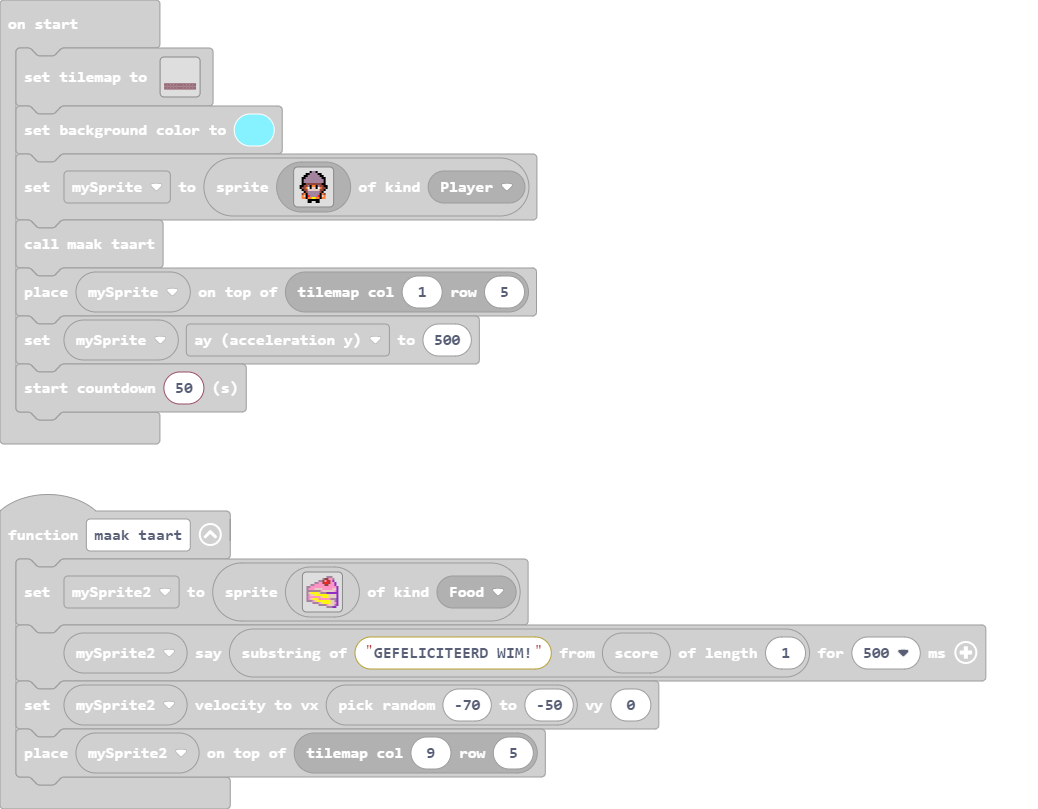 on start
set tilemap to
set background color to
set mySprite to sprite of kind Player
call maak taart
place mySprite on top of tilemap col 1 row 5
set mySprite ay (acceleration y) to 500
start countdown 50 (s)
function maak taart
set mySprite2 to sprite of kind Food
mySprite2 say substring of "GEFELICITEERD WIM!" from score of length 1 for 500 ms
set mySprite2 velocity to vx pick random -70 to -50 vy 0
place mySprite2 on top of tilemap col 9 row 5